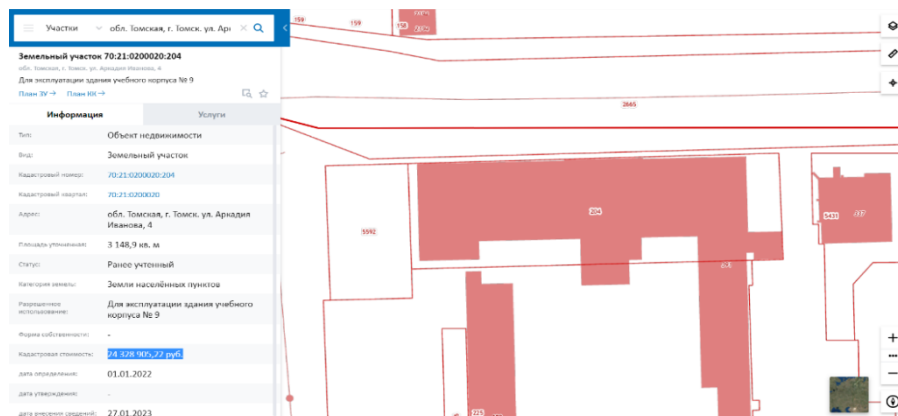 Участки
обл. Томская, г. Томск, ул. Арк
Земельный участок 70:21:0200020:204
обл. Томская, г. Томск, ул. Аркадия Иванова, 4
Для эксплуатации здания учебного корпуса № 9
План ЗУ → План КК →
Информация Услуги
Тип: Объект недвижимости
Вид: Земельный участок
Кадастровый номер: 70:21:0200020:204
Кадастровый квартал: 70:21:0200020
Адрес: обл. Томская, г. Томск, ул. Аркадия
Иванова, 4
Площадь уточненная: 3 148,9 кв. м
Статус: Ранее учтенный
Категория земель: Земли населённых пунктов
Разрешенное
использование:
Для эксплуатации здания учебного
корпуса № 9
Форма собственности: -
Кадастровая стоимость: 24 328 905,22 руб.
дата определения: 01.01.2022
дата утверждения: -
дата внесения сведений: 27.01.2023
159
159
158
2665
5592
204
5421
337
225